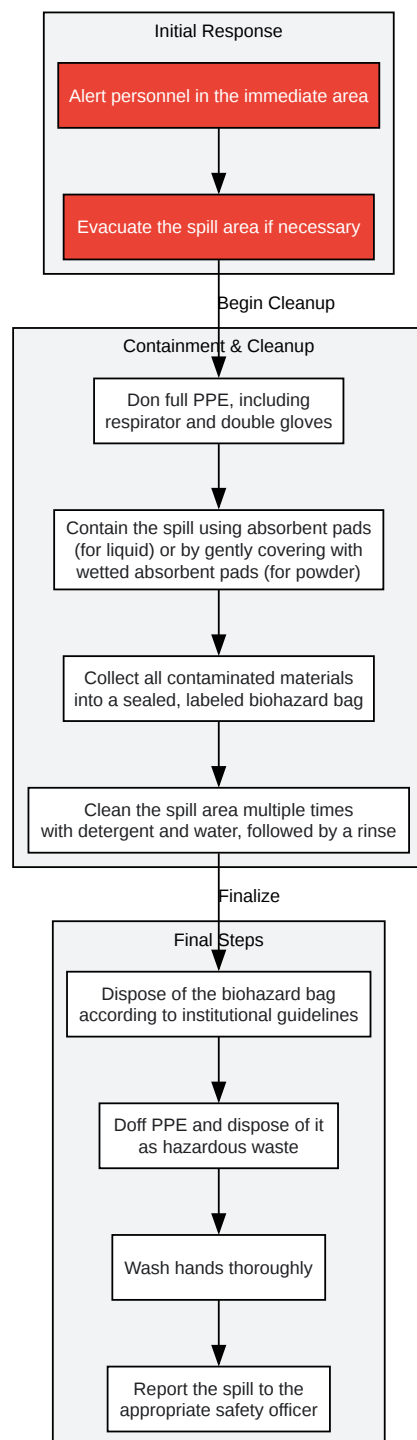 Initial Response
Alert personnel in the immediate area
Evacuate the spill area if necessary
Begin Cleanup
Containment & Cleanup
Don full PPE, including
respirator and double gloves
Contain the spill using absorbent pads
(for liquid) or by gently covering with
wetted absorbent pads (for powder)
Collect all contaminated materials
into a sealed, labeled biohazard bag
Clean the spill area multiple times
with detergent and water, followed by a rinse
Finalize
Final Steps
Dispose of the biohazard bag
according to institutional guidelines
Doff PPE and dispose of it
as hazardous waste
Wash hands thoroughly
Report the spill to the
appropriate safety officer